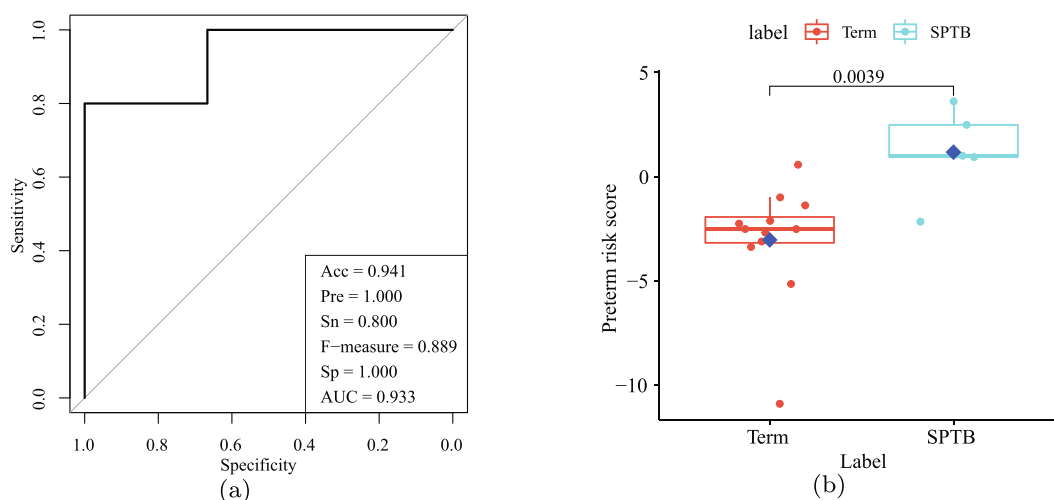 1.0
0.8
0.6
0.4
0.2
0.0
Sensitivity
Acc = 0.941
Pre = 1.000
Sn = 0.800
F−measure = 0.889
Sp = 1.000
AUC = 0.933
1.0 0.8 0.6 0.4 0.2 0.0
Specificity
(a)
label Term SPTB
0.0039
5
0
−5
−10
Preterm risk score
Term SPTB
Label
(b)